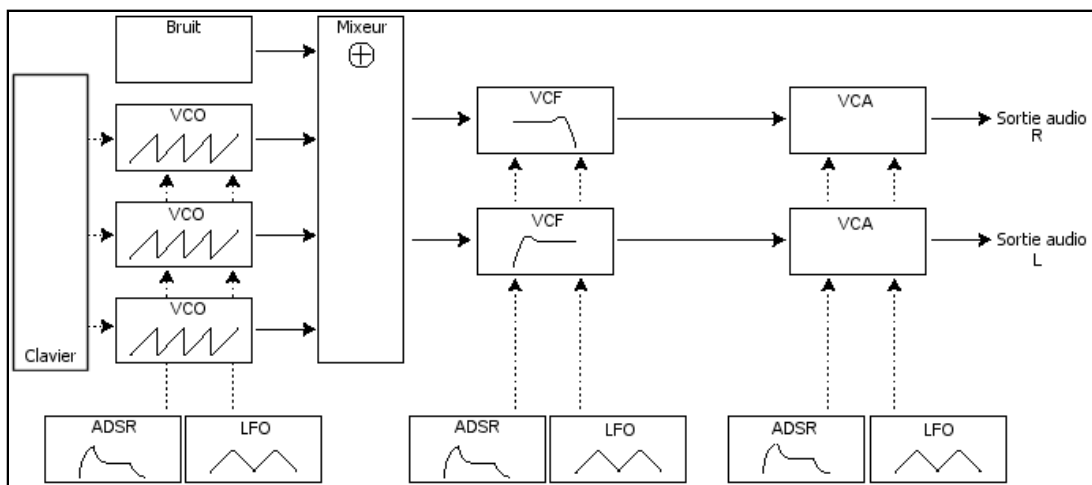 Bruit
Mixeur
VCO
VCF
VCA
Sortie audio
R
VCO
VCF
VCA
Sortie audio
L
VCO
Clavier
ADSR
LFO
ADSR
LFO
ADSR
LFO